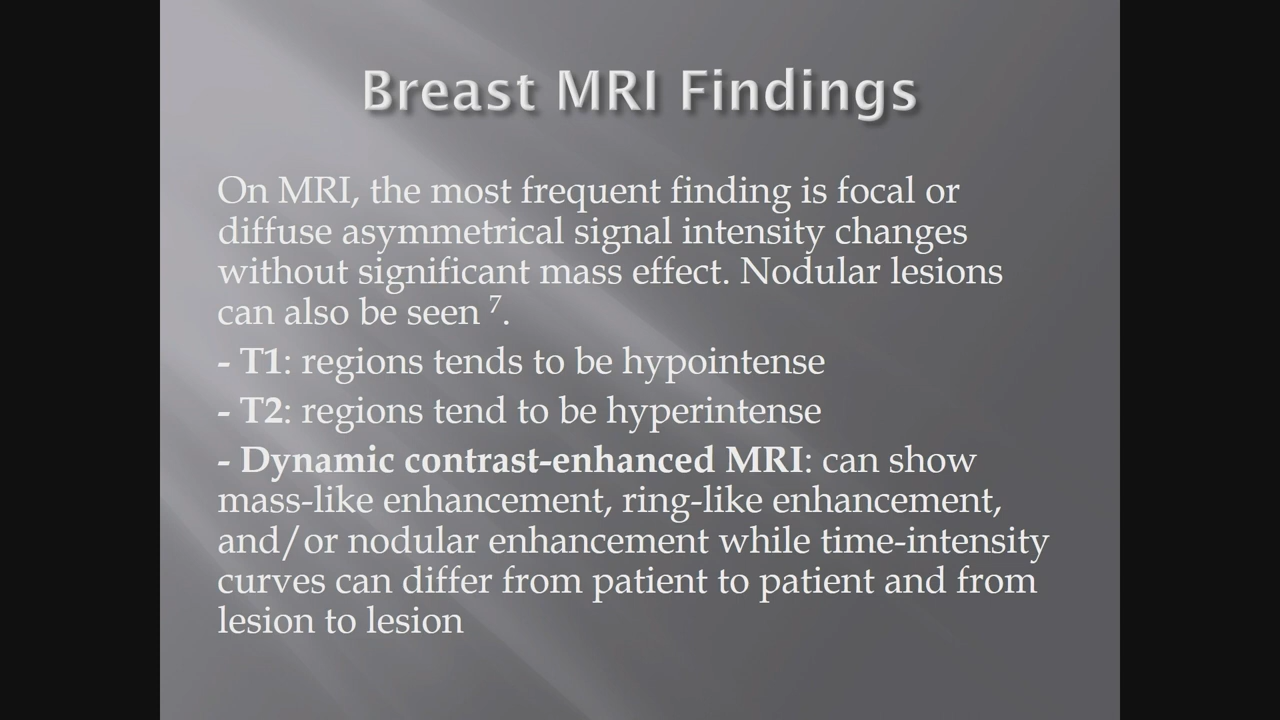 Breast MRI Findings
On MRI, the most frequent finding is focal or
diffuse asymmetrical signal intensity changes
without significant mass effect. Nodular lesions
can also be seen 7.
- T1: regions tends to be hypointense
- T2: regions tend to be hyperintense
- Dynamic contrast-enhanced MRI: can show
mass-like enhancement, ring-like enhancement,
and/or nodular enhancement while time-intensity
curves can differ from patient to patient and from
lesion to lesion